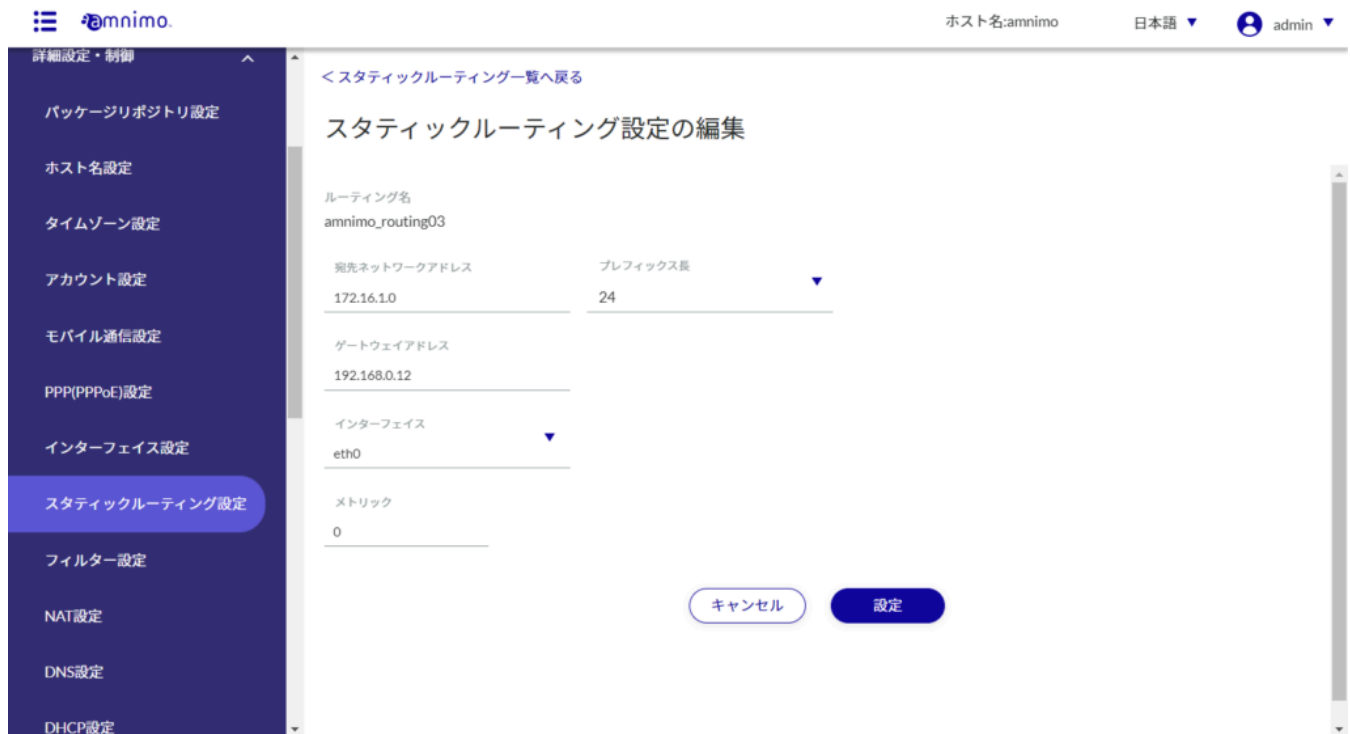 amnimo.
ホスト名:amnimo
日本語 ▼
admin ▼
詳細設定・制御
パッケージリポジトリ設定
ホスト名設定
タイムゾーン設定
アカウント設定
モバイル通信設定
PPP(PPPoE)設定
インターフェイス設定
スタティックルーティング設定
フィルター設定
NAT設定
DNS設定
DHCP設定
<スタティックルーティング一覧へ戻る
スタティックルーティング設定の編集
ルーティング名
amnimo_routing03
宛先ネットワークアドレス
172.16.1.0
プレフィックス長
24
ゲートウェイアドレス
192.168.0.12
インターフェイス
eth0
メトリック
0
キャンセル
設定